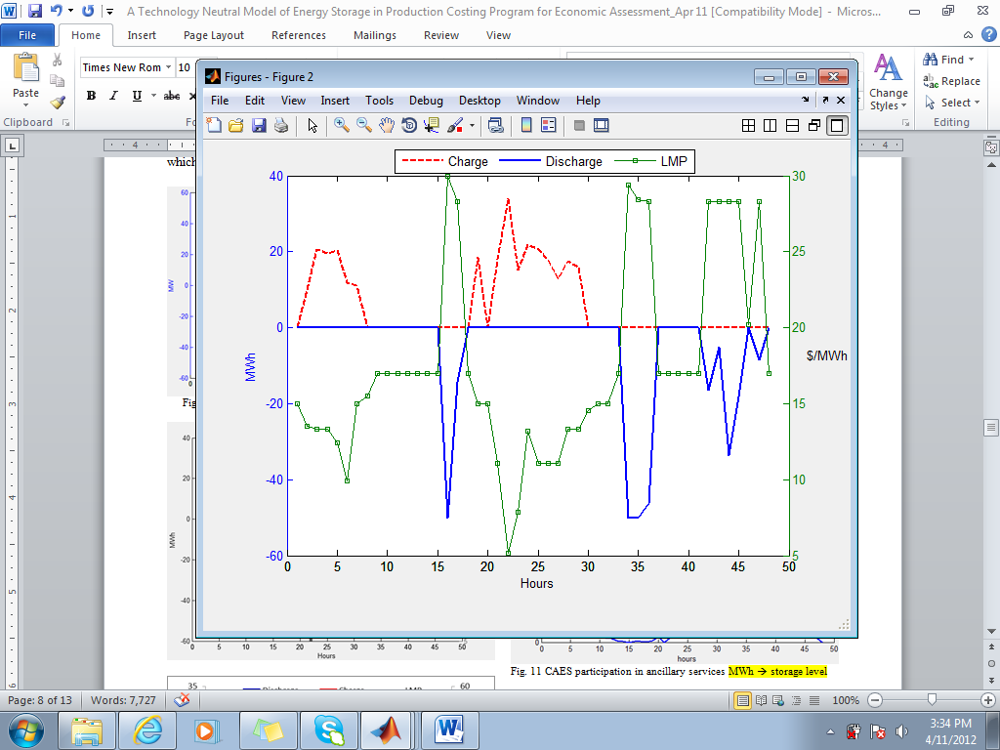 A Technology Neutral Model of Energy Storage in Production Costing Program for Economic Assessment_Apr 11 [Compatibility Mode] - Micros...
File Home Insert Page Layout References Mailings Review View
Paste
Times New Rom 10
B I U abc
Clipboard
Change Styles
Find
Replace
Select
Editing
Figures - Figure 2
File Edit View Insert Tools Debug Desktop Window Help
which
Charge Discharge LMP
40 30
20 25
0 20
-20 15
-40 10
-60 5
MWh
$/MWh
0 5 10 15 20 25 30 35 40 45 50
Hours
60
40
20
0
-20
-40
-60
MW
0
Fig
40
20
0
-20
-40
-60
MWh
0 5 10 15 20 25 30 35 40 45 50
Hours
0
0 5 10 15 20 25 30 35 40 45 50
hours
Fig. 11 CAES participation in ancillary services MWh → storage level
35 60
Page: 8 of 13 Words: 7,727 100%
3:34 PM
4/11/2012